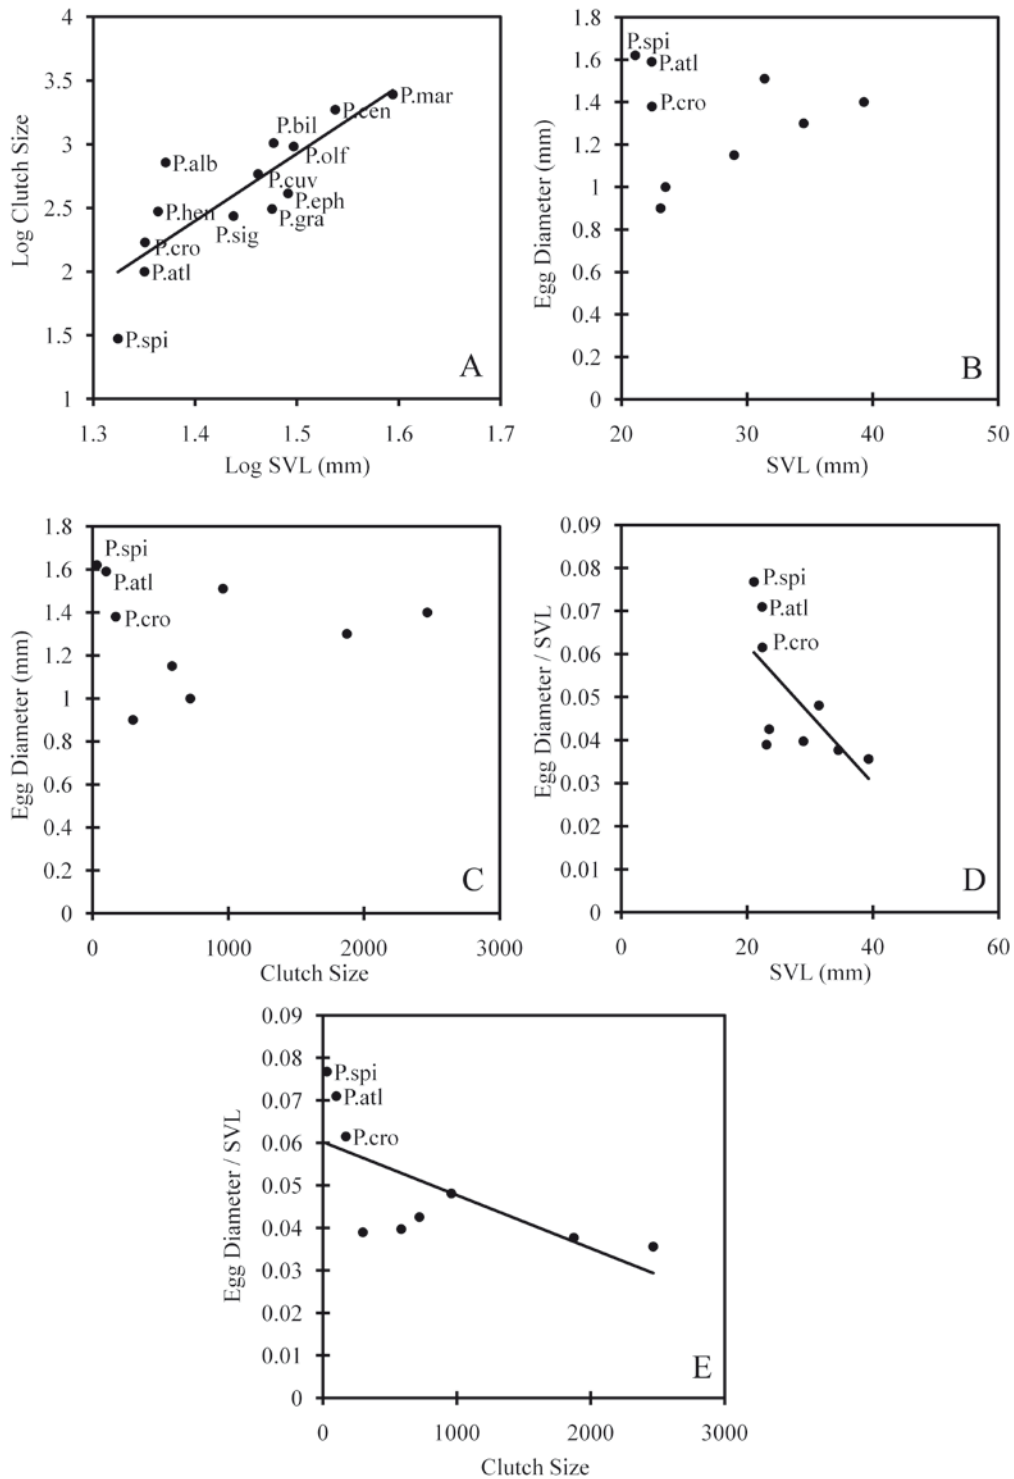 4
3.5
3
2.5
2
1.5
1
1.3
1.4
1.5
1.6
1.7
Log Clutch Size
Log SVL (mm)
P.mar
P.cen
P.bil
P.olf
P.alb
P.cuv
P.eph
P.hen
P.gra
P.sig
P.cro
P.atl
P.spi
A
1.8
1.6
1.4
1.2
1
0.8
0.6
0.4
0.2
0
20
30
40
50
Egg Diameter (mm)
SVL (mm)
P.spi
P.atl
P.cro
B
1.8
1.6
1.4
1.2
1
0.8
0.6
0.4
0.2
0
0
1000
2000
3000
Egg Diameter (mm)
Clutch Size
P.spi
P.atl
P.cro
C
0.09
0.08
0.07
0.06
0.05
0.04
0.03
0.02
0.01
0
0
20
40
60
Egg Diameter / SVL
SVL (mm)
P.spi
P.atl
P.cro
D
0.09
0.08
0.07
0.06
0.05
0.04
0.03
0.02
0.01
0
0
1000
2000
3000
Egg Diameter / SVL
Clutch Size
P.spi
P.atl
P.cro
E